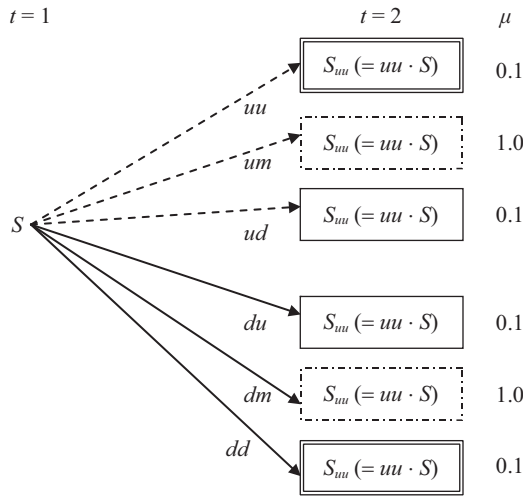 t = 1 t = 2 μ
S_uu (= uu · S) 0.1
uu
S_uu (= uu · S) 1.0
um
S_uu (= uu · S) 0.1
ud
S
S_uu (= uu · S) 0.1
du
S_uu (= uu · S) 1.0
dm
dd
S_uu (= uu · S) 0.1